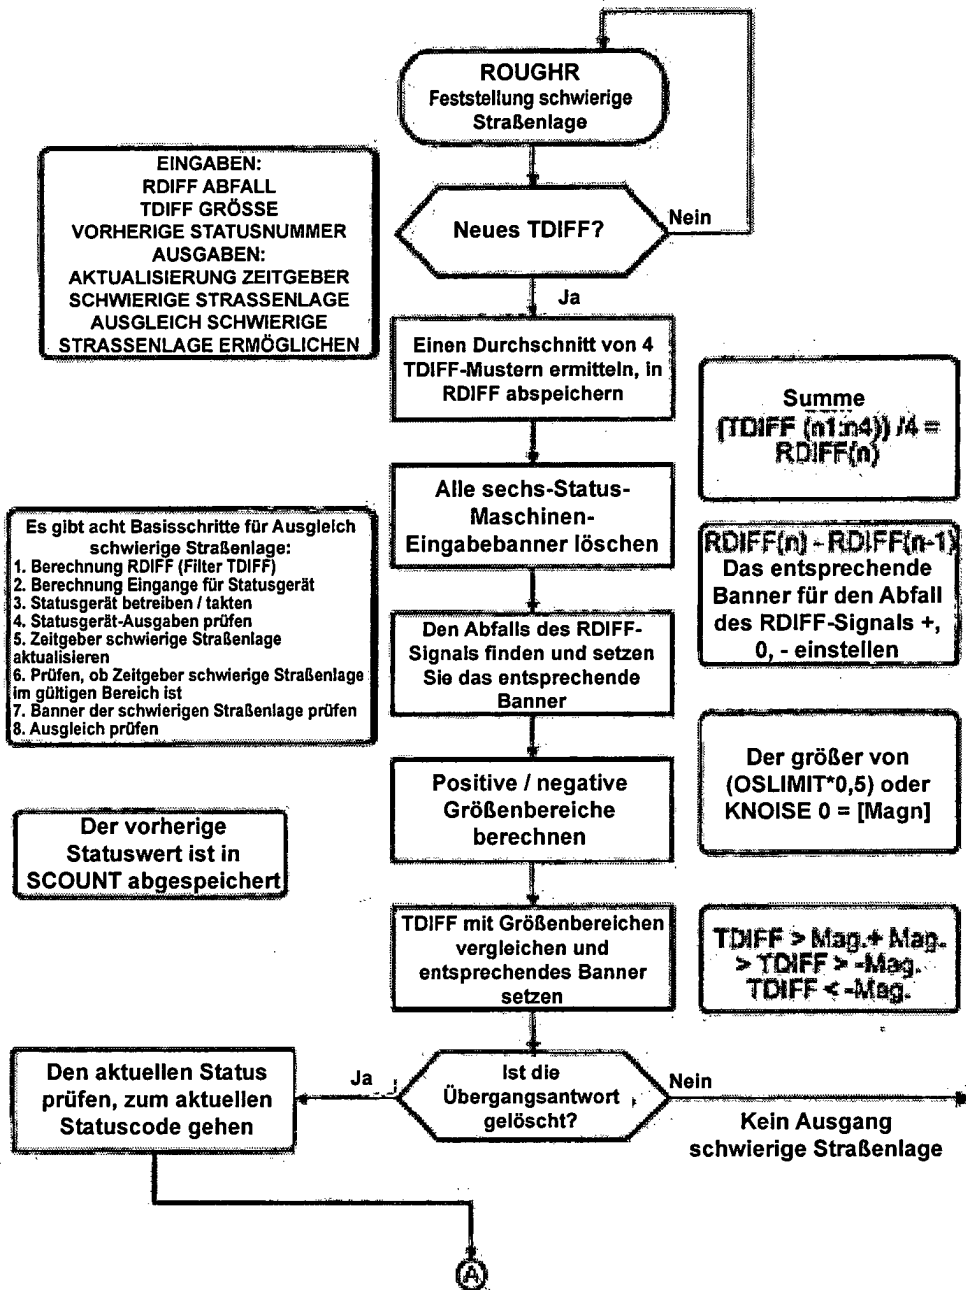 ROUGHR
Feststellung schwierige
Straßenlage
EINGABEN:
RDIFF ABFALL
TDIFF GRÖSSE
VORHERIGE STATUSNUMMER
AUSGABEN:
AKTUALISIERUNG ZEITGEBER
SCHWIERIGE STRASSENLAGE
AUSGLEICH SCHWIERIGE
STRASSENLAGE ERMÖGLICHEN
Neues TDIFF?
Nein
Ja
Einen Durchschnitt von 4
TDIFF-Mustern ermitteln, in
RDIFF abspeichern
Summe
(TDIFF (n1:n4)) /4 =
RDIFF(n)
Alle sechs-Status-
Maschinen-
Eingabebanner löschen
Es gibt acht Basisschritte für Ausgleich
schwierige Straßenlage:
1. Berechnung RDIFF (Filter TDIFF)
2. Berechnung Eingange für Statusgerät
3. Statusgerät betreiben / takten
4. Statusgerät-Ausgaben prüfen
5. Zeitgeber schwierige Straßenlage
aktualisieren
6. Prüfen, ob Zeitgeber schwierige Straßenlage
im gültigen Bereich ist
7. Banner der schwierigen Straßenlage prüfen
8. Ausgleich prüfen
RDIFF(n) - RDIFF(n-1)
Das entsprechende
Banner für den Abfall
des RDIFF-Signals +,
0, - einstellen
Den Abfalls des RDIFF-
Signals finden und setzen
Sie das entsprechende
Banner
Positive / negative
Größenbereiche
berechnen
Der größer von
(OSLIMIT*0,5) oder
KNOISE 0 = [Magn]
Der vorherige
Statuswert ist in
SCOUNT abgespeichert
TDIFF mit Größenbereichen
vergleichen und
entsprechendes Banner
setzen
TDIFF > Mag.+ Mag.
> TDIFF > -Mag.
TDIFF < -Mag.
Den aktuellen Status
prüfen, zum aktuellen
Statuscode gehen
Ja
Ist die
Übergangsantwort
gelöscht?
Nein
Kein Ausgang
schwierige Straßenlage
A